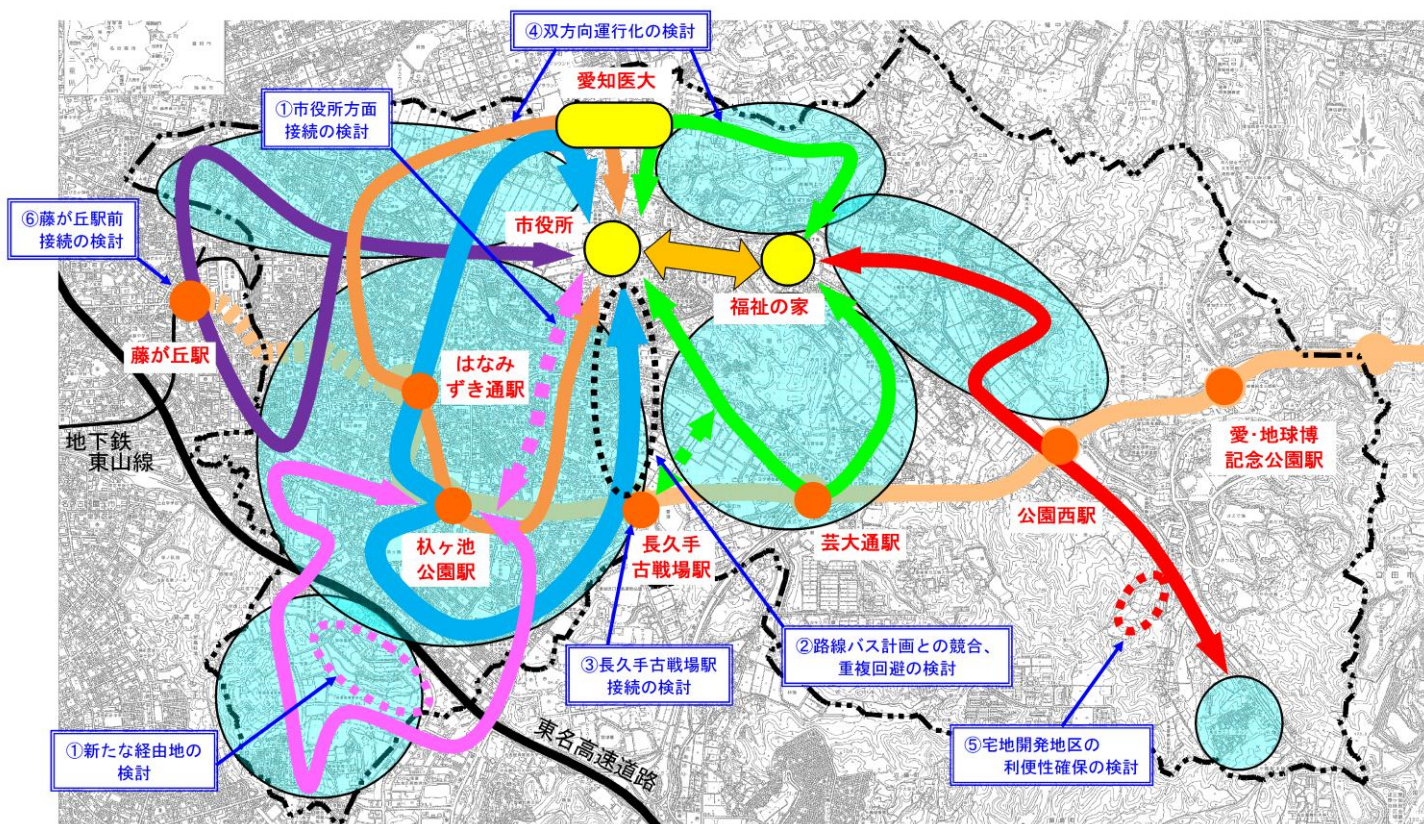 ④双方向運行化の検討
愛知医大
①市役所方面
接続の検討
⑥藤が丘駅前
接続の検討
市役所
福祉の家
藤が丘駅
はなみ
ずき通駅
地下鉄
東山線
愛・地球博
記念公園駅
公園西駅
杁ヶ池
公園駅
長久手
古戦場駅
芸大通駅
②路線バス計画との競合、
重複回避の検討
③長久手古戦場駅
接続の検討
①新たな経由地の
検討
東名高速道路
⑤宅地開発地区の
利便性確保の検討